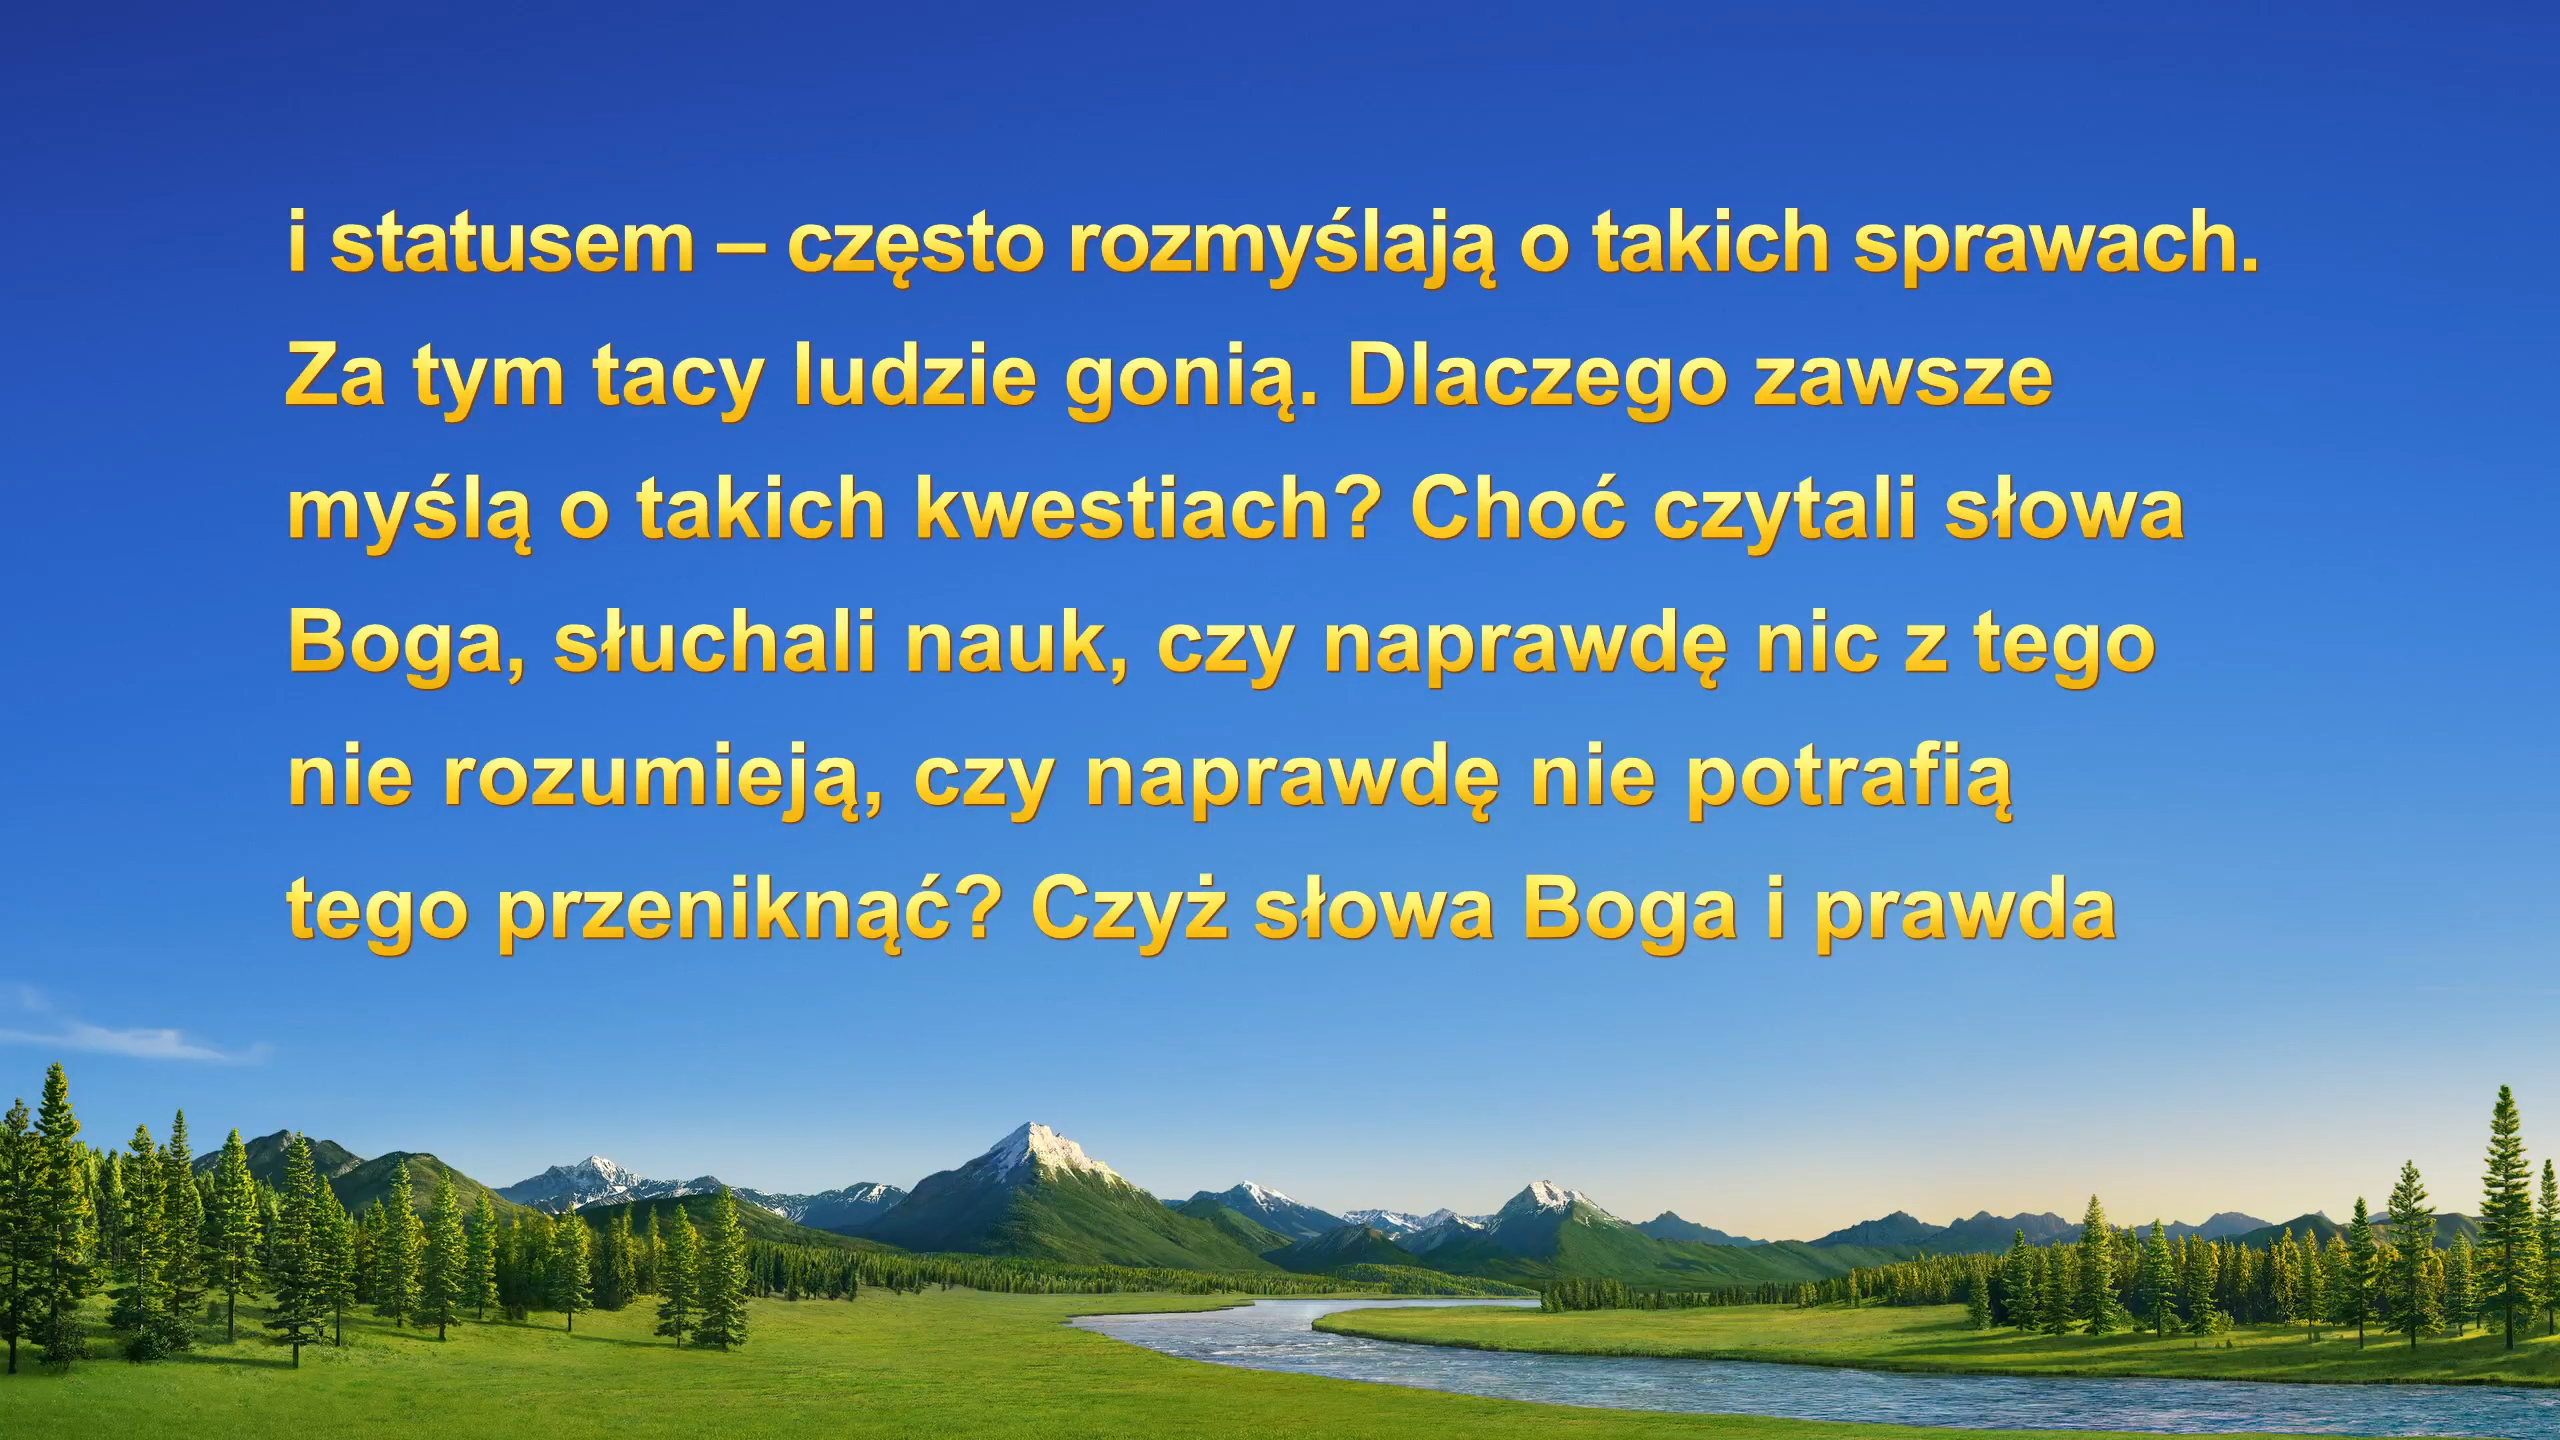 i statusem – często rozmyślają o takich sprawach.
Za tym tacy ludzie gonią. Dlaczego zawsze
myślą o takich kwestiach? Choć czytali słowa
Boga, słuchali nauk, czy naprawdę nic z tego
nie rozumieją, czy naprawdę nie potrafią
tego przeniknąć? Czyż słowa Boga i prawda